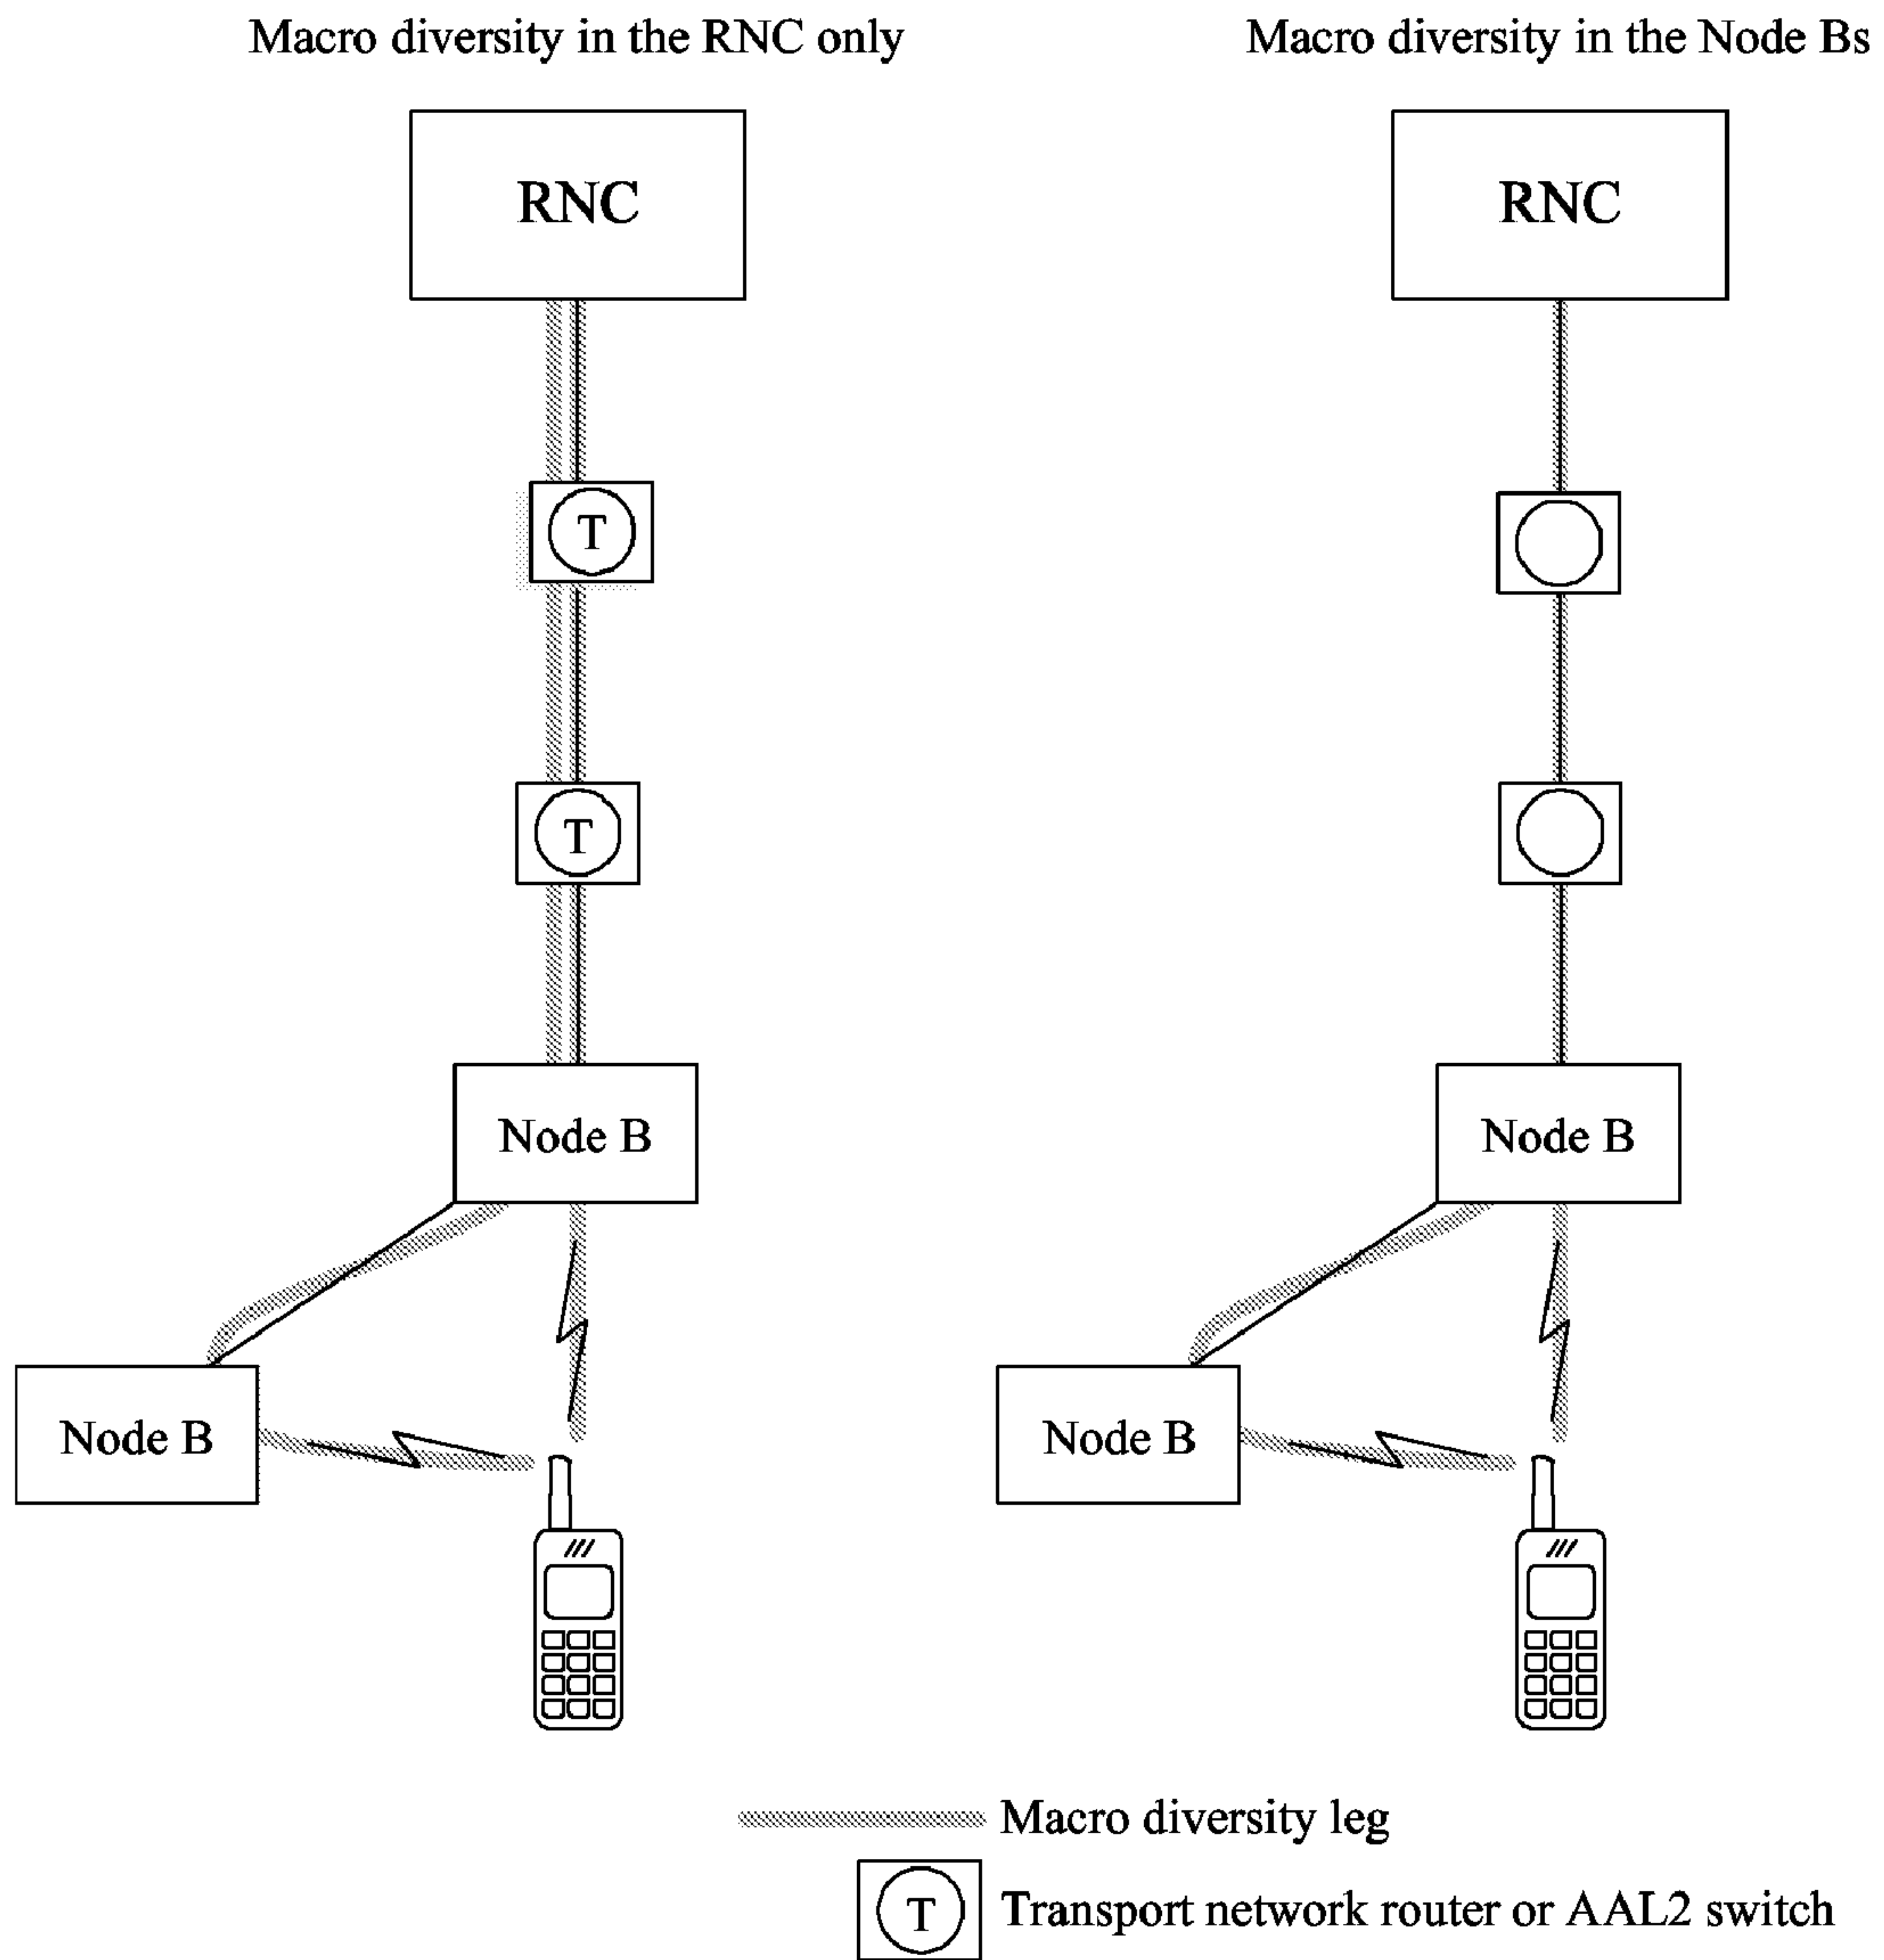 Macro diversity in the RNC only
Macro diversity in the Node Bs
RNC
RNC
T
T
Node B
Node B
Node B
Node B
Macro diversity leg
T
Transport network router or AAL2 switch